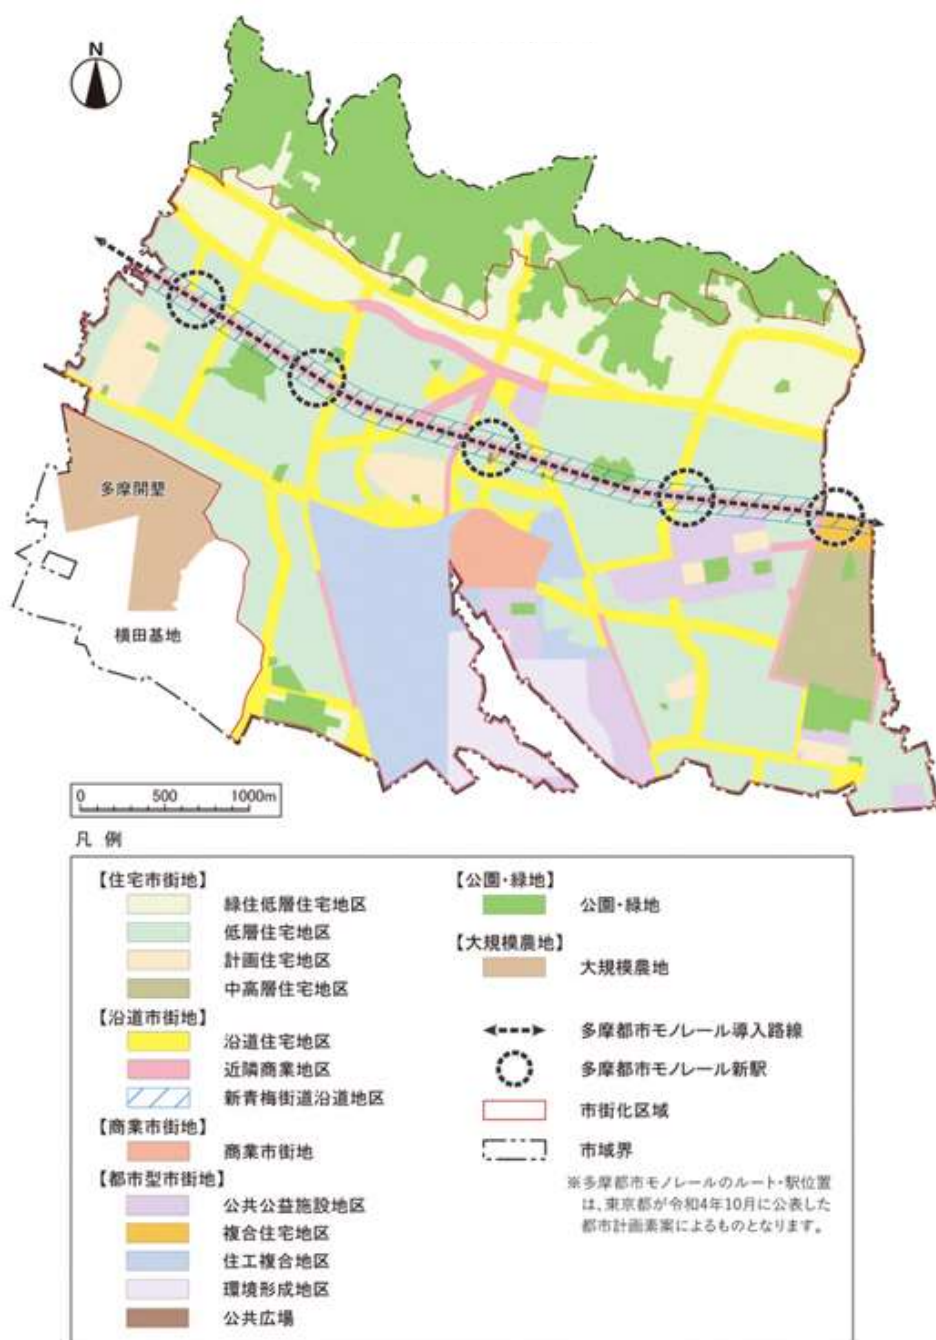 N
多摩開墾
横田基地
0 500 1000m
凡 例
【住宅市街地】
緑住低層住宅地区
低層住宅地区
計画住宅地区
中高層住宅地区
【沿道市街地】
沿道住宅地区
近隣商業地区
新青梅街道沿道地区
【商業市街地】
商業市街地
【都市型市街地】
公共公益施設地区
複合住宅地区
住工複合地区
環境形成地区
公共広場
【公園・緑地】
公園・緑地
【大規模農地】
大規模農地
多摩都市モノレール導入路線
多摩都市モノレール新駅
市街化区域
市域界
※多摩都市モノレールのルート・駅位置
は、東京都が令和4年10月に公表した
都市計画素案によるものとなります。